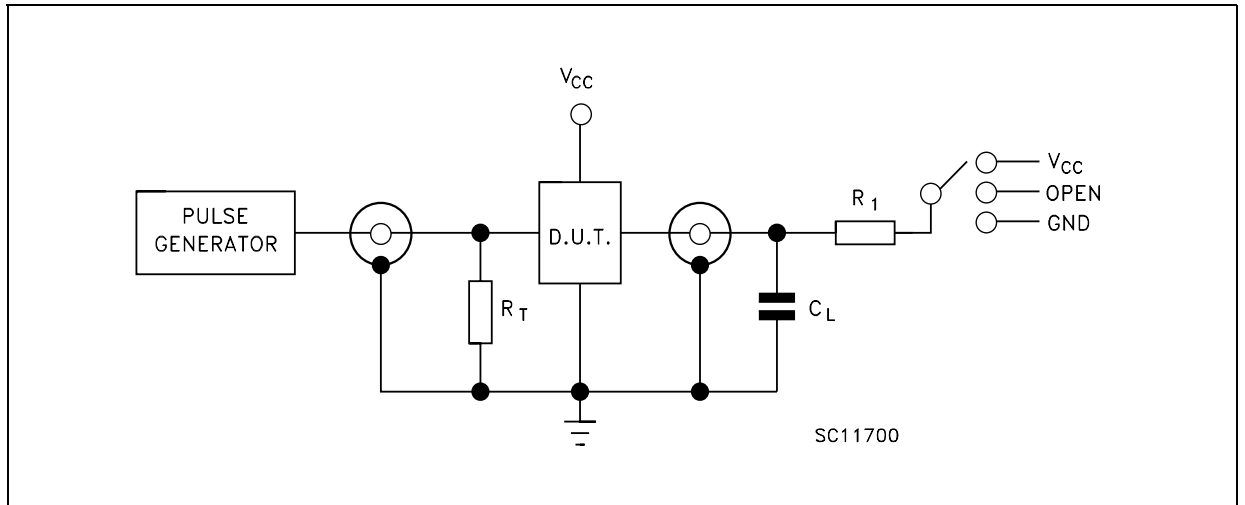 VCC
PULSE
GENERATOR
D.U.T.
RT
CL
R1
VCC
OPEN
GND
SC11700